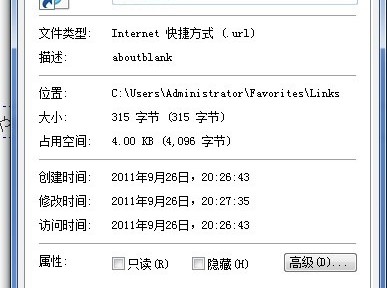 文件类型: Internet 快捷方式 (.url)
描述: aboutblank
位置: C:\Users\Administrator\Favorites\Links
大小: 315 字节 (315 字节)
占用空间: 4.00 KB (4,096 字节)
创建时间: 2011年9月26日，20:26:43
修改时间: 2011年9月26日，20:27:35
访问时间: 2011年9月26日，20:26:43
属性: 只读(R) 隐藏(H) 高级(D)...